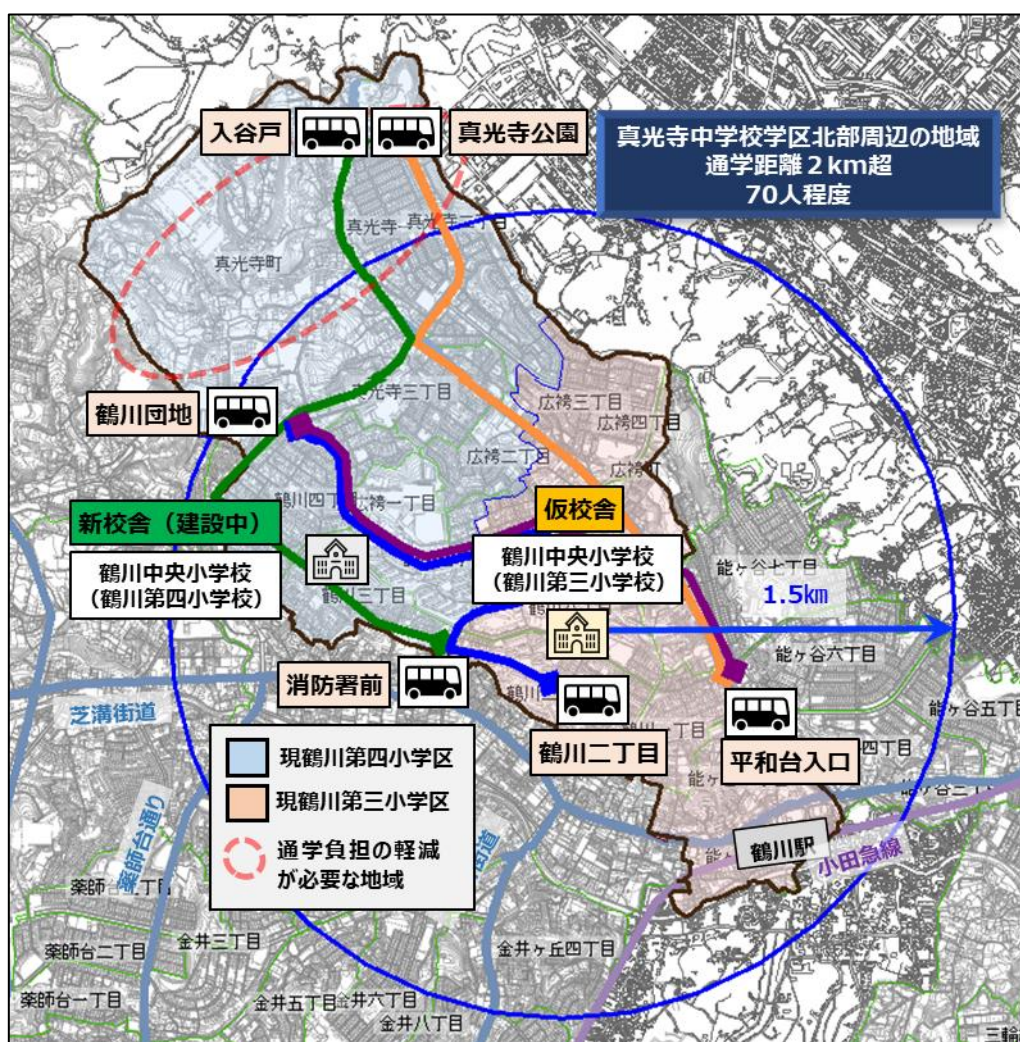 入谷戸
真光寺公園
真光寺中学校学区北部周辺の地域
通学距離２km超
70人程度
真光寺町
鶴川団地
真光寺三丁目
広袴三丁目
広袴四丁目
広袴二丁目
広袴町
広袴一丁目
新校舎（建設中）
鶴川中央小学校
（鶴川第四小学校）
仮校舎
鶴川中央小学校
（鶴川第三小学校）
鶴川三丁目
能ヶ谷七丁目
1.5km
能ヶ谷六丁目
消防署前
鶴川二丁目
平和台入口
能ヶ谷五丁目
芝溝街道
薬師台通り
街道
現鶴川第四小学区
現鶴川第三小学区
通学負担の軽減
が必要な地域
鶴川駅
小田急線
薬師台二丁目
薬師台一丁目
金井三丁目
金井五丁目
金井六丁目
金井八丁目
金井ヶ丘四丁目